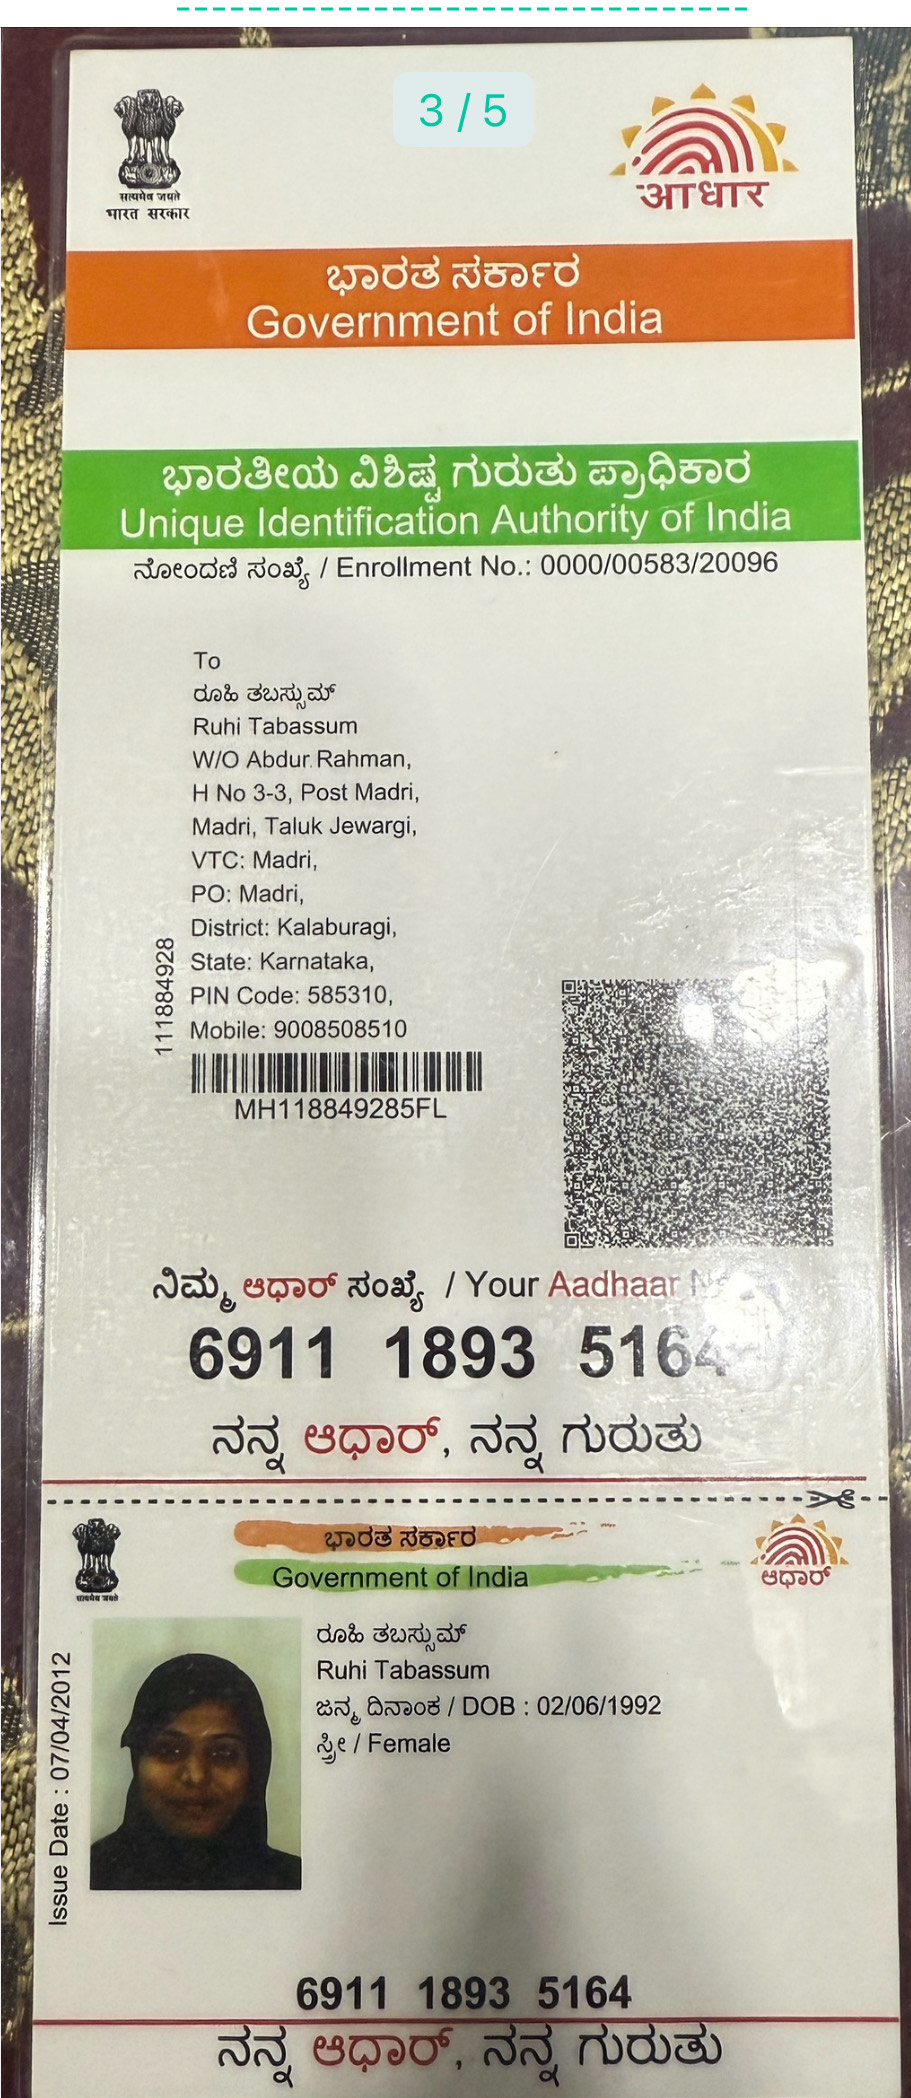 3 / 5
सत्यमेव जयते
भारत सरकार
आधार
ಭಾರತ ಸರ್ಕಾರ
Government of India
ಭಾರತೀಯ ವಿಶಿಷ್ಟ ಗುರುತು ಪ್ರಾಧಿಕಾರ
Unique Identification Authority of India
ನೋಂದಣಿ ಸಂಖ್ಯೆ / Enrollment No.: 0000/00583/20096
To
ರೂಹಿ ತಬಸ್ಸುಮ್
Ruhi Tabassum
W/O Abdur Rahman,
H No 3-3, Post Madri,
Madri, Taluk Jewargi,
VTC: Madri,
PO: Madri,
District: Kalaburagi,
State: Karnataka,
PIN Code: 585310,
Mobile: 9008508510
111884928
MH118849285FL
ನಿಮ್ಮ ಆಧಾರ್ ಸಂಖ್ಯೆ / Your Aadhaar
6911 1893 5164
ನನ್ನ ಆಧಾರ್, ನನ್ನ ಗುರುತು
सत्यमेव जयते
ಭಾರತ ಸರ್ಕಾರ
Government of India
ಆಧಾರ್
ರೂಹಿ ತಬಸ್ಸುಮ್
Ruhi Tabassum
ಜನ್ಮ ದಿನಾಂಕ / DOB : 02/06/1992
ಸ್ತ್ರೀ / Female
Issue Date : 07/04/2012
6911 1893 5164
ನನ್ನ ಆಧಾರ್, ನನ್ನ ಗುರುತು